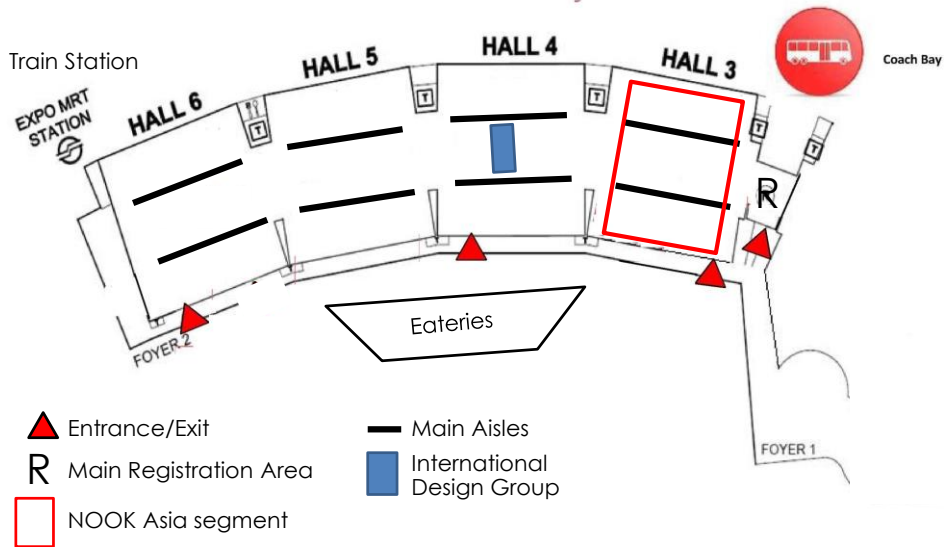 Train Station
EXPO MRT
STATION
HALL 6
HALL 5
HALL 4
HALL 3
Coach Bay
T
T
T
T
T
R
Eateries
FOYER 2
FOYER 1
Entrance/Exit
R Main Registration Area
NOOK Asia segment
Main Aisles
International
Design Group